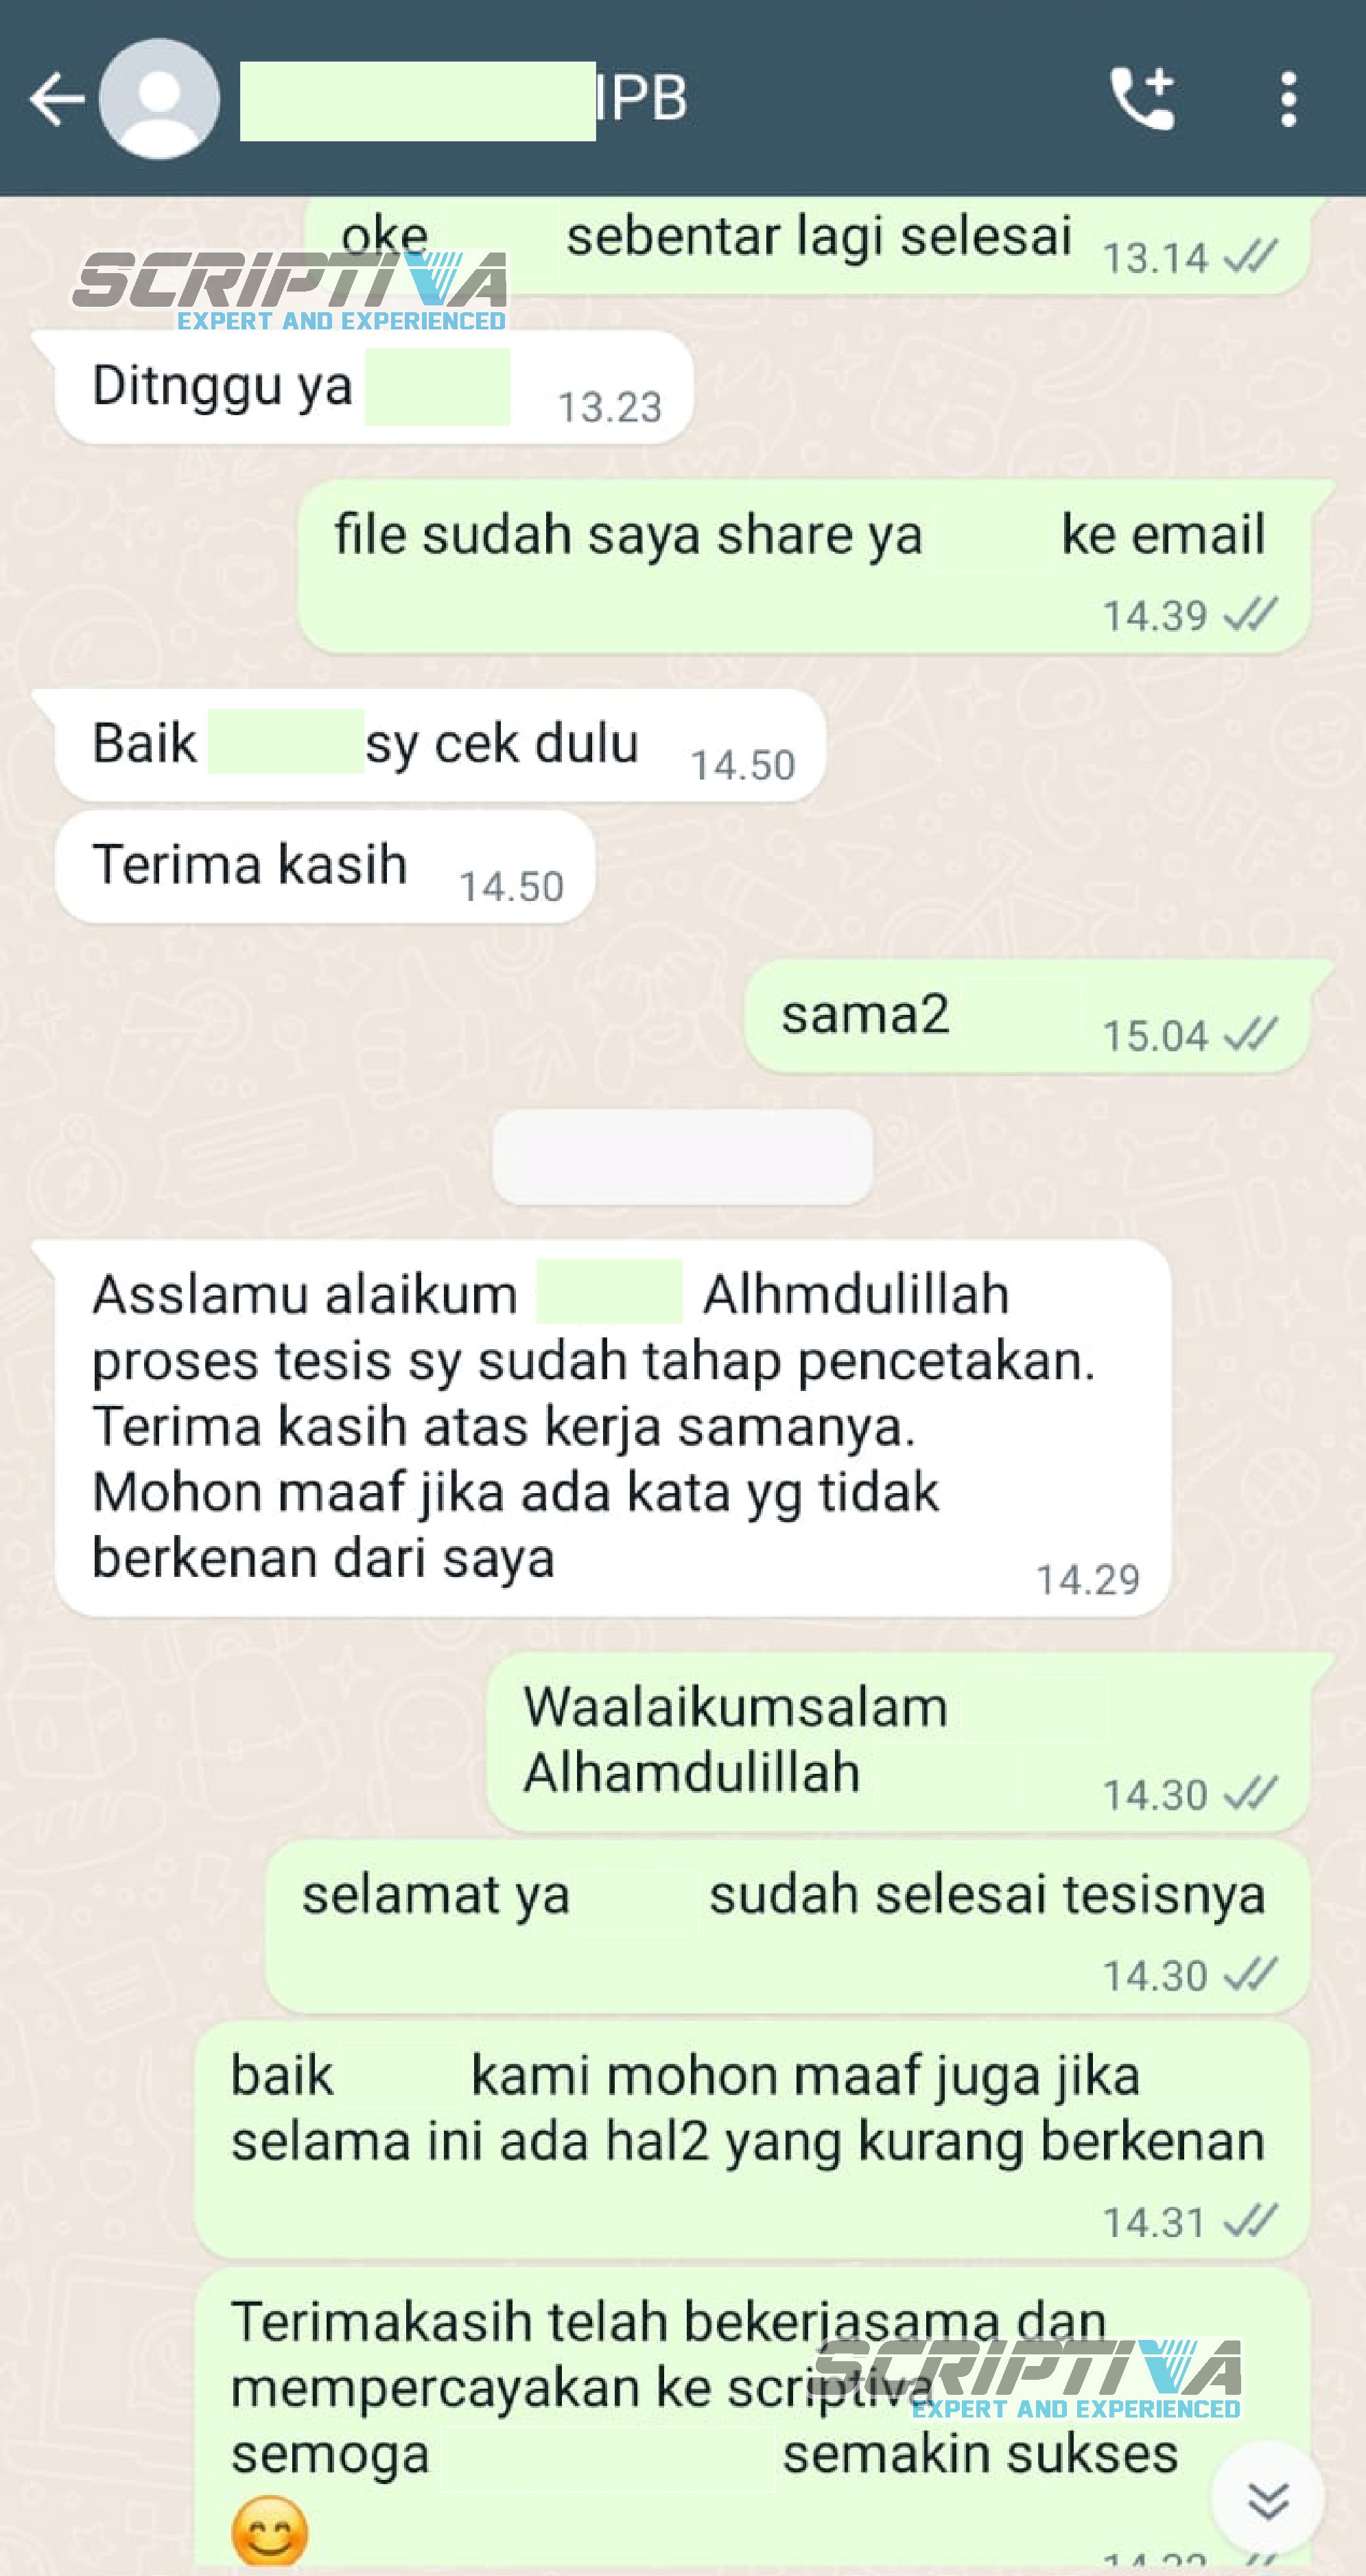 IPB
oke sebentar lagi selesai 13.14
SCRIPTIVA
EXPERT AND EXPERIENCED
Ditnggu ya 13.23
file sudah saya share ya ke email
14.39
Baik sy cek dulu 14.50
Terima kasih 14.50
sama2 15.04
Asslamu alaikum Alhmdulillah
proses tesis sy sudah tahap pencetakan.
Terima kasih atas kerja samanya.
Mohon maaf jika ada kata yg tidak
berkenan dari saya 14.29
Waalaikumsalam
Alhamdulillah 14.30
selamat ya sudah selesai tesisnya
14.30
baik kami mohon maaf juga jika
selama ini ada hal2 yang kurang berkenan
14.31
Terimakasih telah bekerjasama dan
mempercayakan ke scriptiva
SCRIPTIVA
EXPERT AND EXPERIENCED
semoga semakin sukses
😊